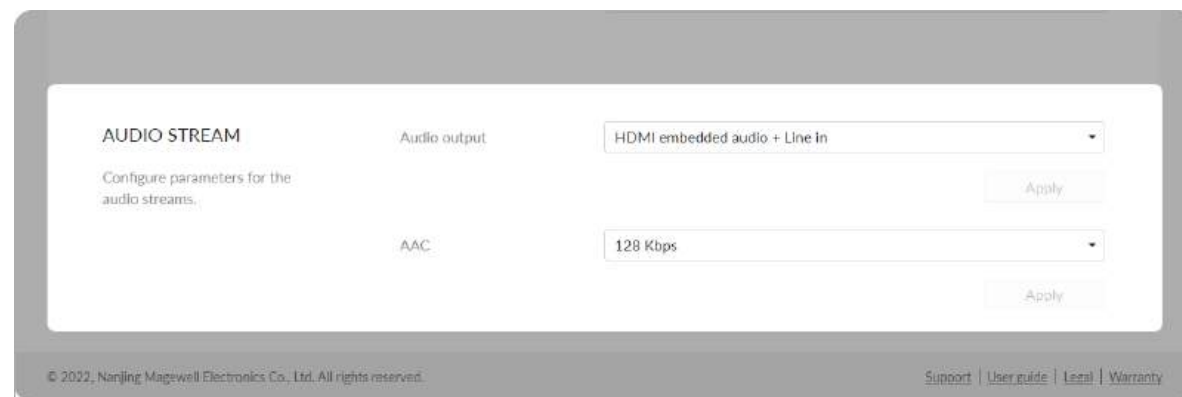 AUDIO STREAM
Audio output
HDMI embedded audio + Line in
Configure parameters for the
audio streams.
Apply
AAC
128 Kbps
Apply
© 2022, Nanjing Magewell Electronics Co., Ltd. All rights reserved.
Support | User guide | Legal | Warranty